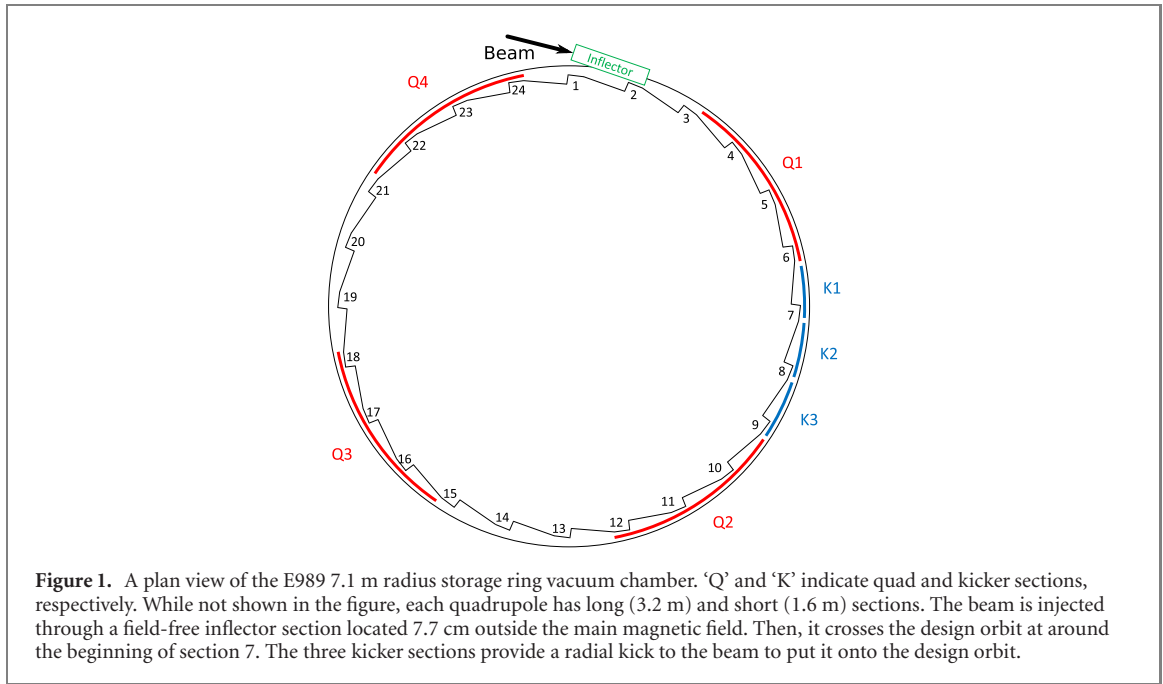 Beam
Inflector
Q4
24
1
2
23
3
22
4
Q1
21
5
20
6
K1
19
7
K2
18
8
K3
17
9
Q3
16
10
15
11
Q2
14
13
12
Figure 1. A plan view of the E989 7.1 m radius storage ring vacuum chamber. ‘Q’ and ‘K’ indicate quad and kicker sections,
respectively. While not shown in the figure, each quadrupole has long (3.2 m) and short (1.6 m) sections. The beam is injected
through a field-free inflector section located 7.7 cm outside the main magnetic field. Then, it crosses the design orbit at around
the beginning of section 7. The three kicker sections provide a radial kick to the beam to put it onto the design orbit.